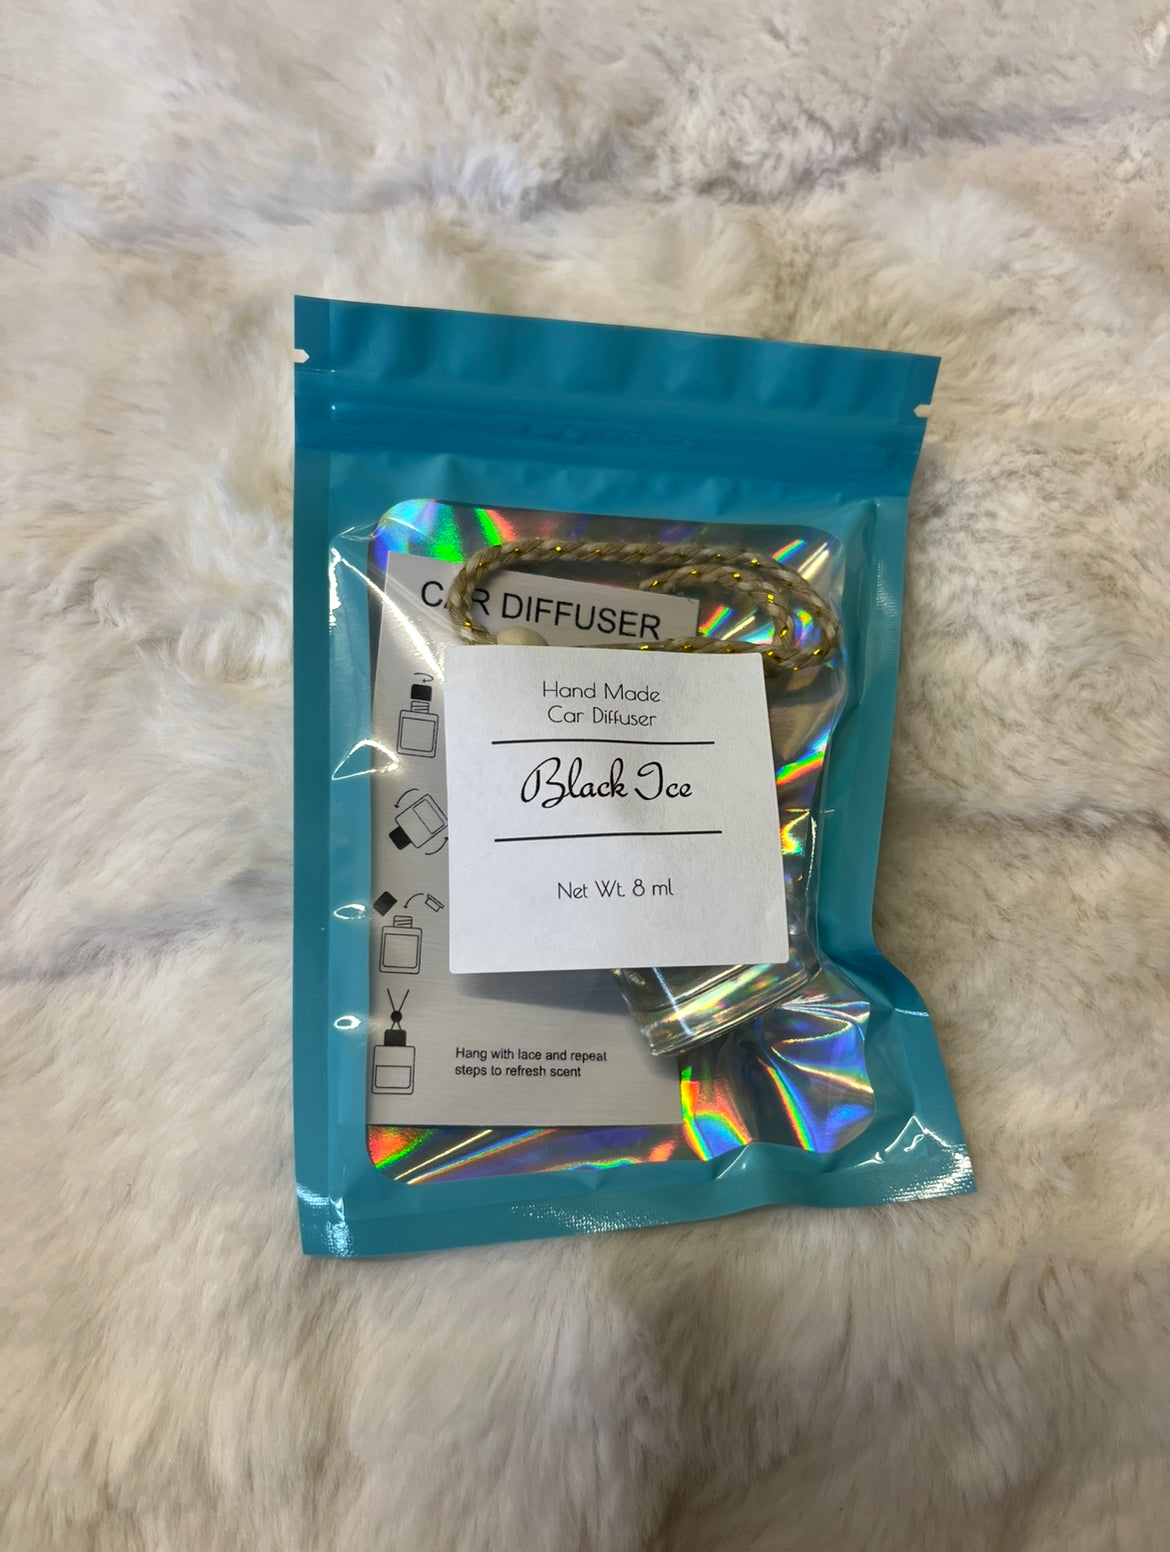 CAR DIFFUSER
Hand Made
Car Diffuser
Black Ice
Net Wt. 8 ml
Hang with lace and repeat
steps to refresh scent